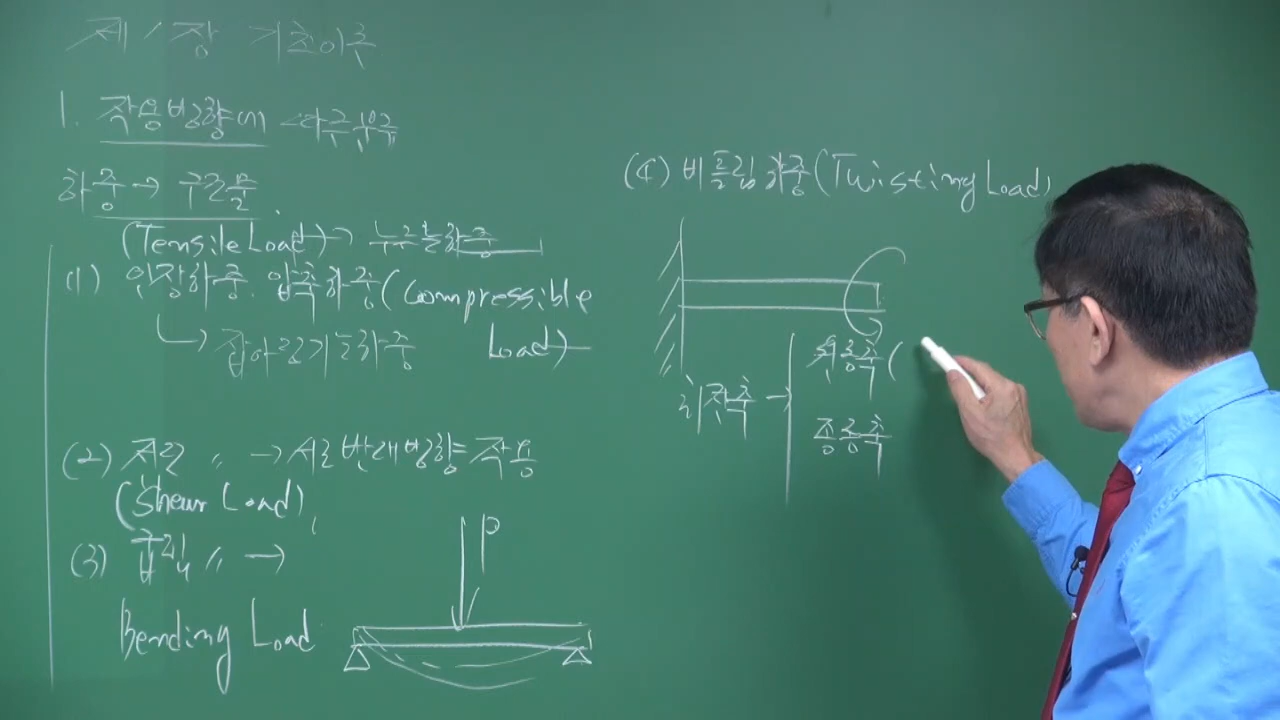 제 1 장 기초이론
1. 작용방향에 따른 분류
하중 → 구조물
(Tensile Load) → 누르는하중
(1) 인장하중. 압축하중 (Compressible Load)
↳ 잡아당기는하중
(2) 전단 〃 → 서로 반대방향 작용
(Shear Load)
(3) 굽힘 〃 →
Bending Load
P
(4) 비틀림하중 (Twisting Load)
회전축 →
차동축 (
종동축